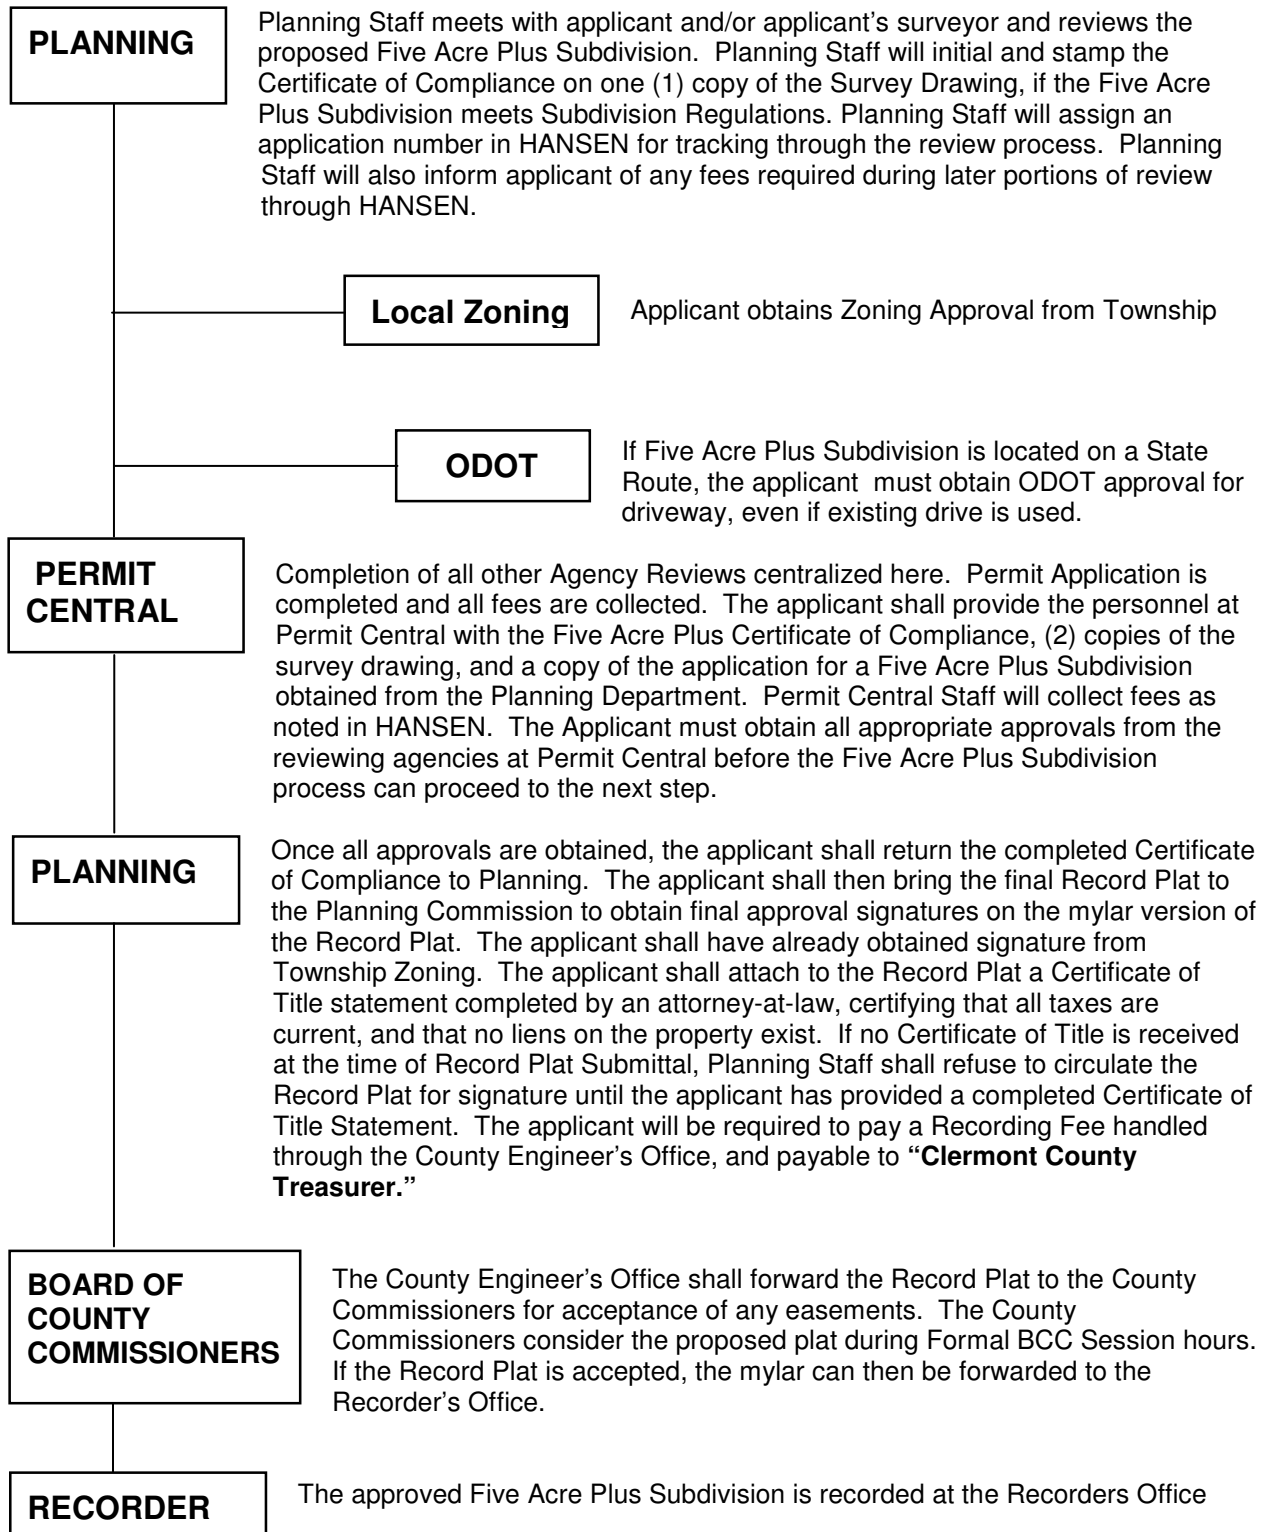 PLANNING
Planning Staff meets with applicant and/or applicant's surveyor and reviews the
proposed Five Acre Plus Subdivision.  Planning Staff will initial and stamp the
Certificate of Compliance on one (1) copy of the Survey Drawing, if the Five Acre
Plus Subdivision meets Subdivision Regulations. Planning Staff will assign an
application number in HANSEN for tracking through the review process.  Planning
Staff will also inform applicant of any fees required during later portions of review
through HANSEN.
Local Zoning
Applicant obtains Zoning Approval from Township
ODOT
If Five Acre Plus Subdivision is located on a State
Route, the applicant  must obtain ODOT approval for
driveway, even if existing drive is used.
PERMIT
CENTRAL
Completion of all other Agency Reviews centralized here.  Permit Application is
completed and all fees are collected.  The applicant shall provide the personnel at
Permit Central with the Five Acre Plus Certificate of Compliance, (2) copies of the
survey drawing, and a copy of the application for a Five Acre Plus Subdivision
obtained from the Planning Department.  Permit Central Staff will collect fees as
noted in HANSEN.  The Applicant must obtain all appropriate approvals from the
reviewing agencies at Permit Central before the Five Acre Plus Subdivision
process can proceed to the next step.
PLANNING
Once all approvals are obtained, the applicant shall return the completed Certificate
of Compliance to Planning.  The applicant shall then bring the final Record Plat to
the Planning Commission to obtain final approval signatures on the mylar version of
the Record Plat.  The applicant shall have already obtained signature from
Township Zoning.  The applicant shall attach to the Record Plat a Certificate of
Title statement completed by an attorney-at-law, certifying that all taxes are
current, and that no liens on the property exist.  If no Certificate of Title is received
at the time of Record Plat Submittal, Planning Staff shall refuse to circulate the
Record Plat for signature until the applicant has provided a completed Certificate of
Title Statement.  The applicant will be required to pay a Recording Fee handled
through the County Engineer's Office, and payable to “Clermont County
Treasurer.”
BOARD OF
COUNTY
COMMISSIONERS
The County Engineer's Office shall forward the Record Plat to the County
Commissioners for acceptance of any easements.  The County
Commissioners consider the proposed plat during Formal BCC Session hours.
If the Record Plat is accepted, the mylar can then be forwarded to the
Recorder's Office.
RECORDER
The approved Five Acre Plus Subdivision is recorded at the Recorders Office